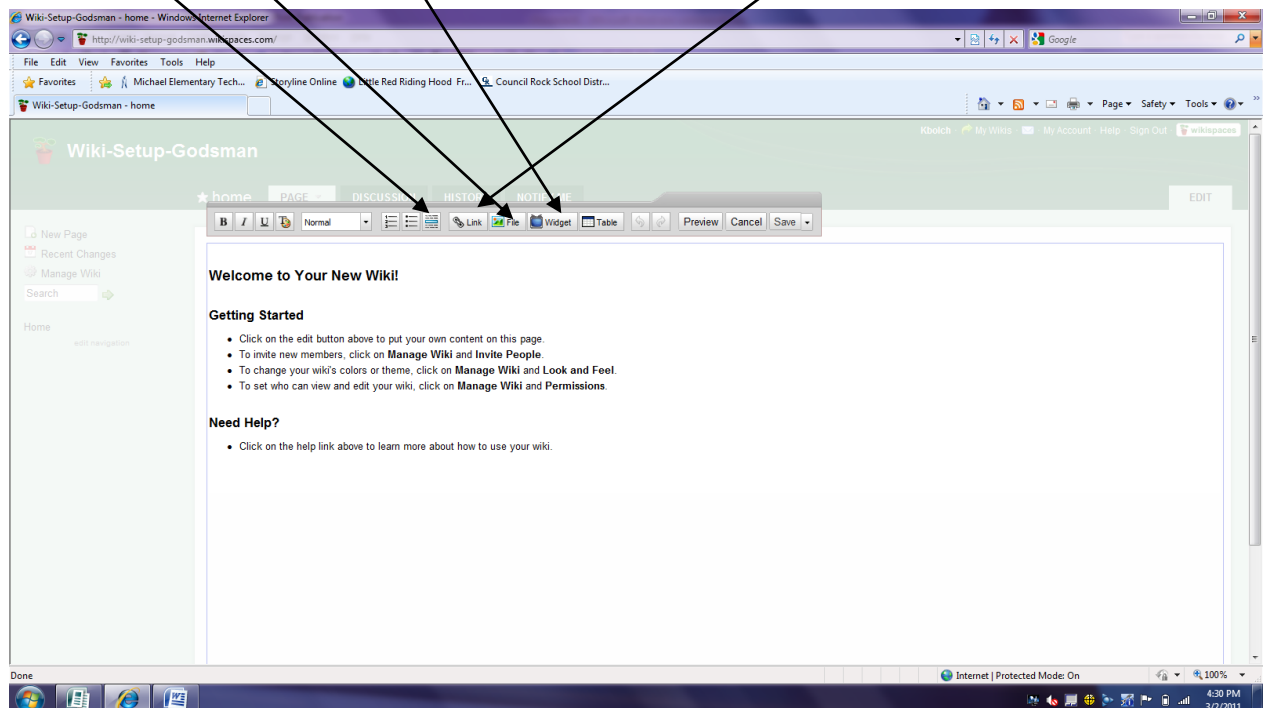 Wiki-Setup-Godsman - home - Windows Internet Explorer
http://wiki-setup-godsman.wikispaces.com/
Google
File Edit View Favorites Tools Help
Favorites Michael Elementary Tech... Storyline Online Little Red Riding Hood Fr... Council Rock School Distr...
Wiki-Setup-Godsman - home
Page Safety Tools
Kbolch My Wikis My Account Help Sign Out wikispaces
Wiki-Setup-Godsman
home PAGE DISCUSSION HISTORY NOTIFY ME EDIT
B I U Normal Link File Widget Table Preview Cancel Save
New Page
Recent Changes
Manage Wiki
Search
Home
edit navigation
Welcome to Your New Wiki!
Getting Started
• Click on the edit button above to put your own content on this page.
• To invite new members, click on Manage Wiki and Invite People.
• To change your wiki's colors or theme, click on Manage Wiki and Look and Feel.
• To set who can view and edit your wiki, click on Manage Wiki and Permissions.
Need Help?
• Click on the help link above to learn more about how to use your wiki.
Done
Internet | Protected Mode: On
100%
4:30 PM
3/2/2011